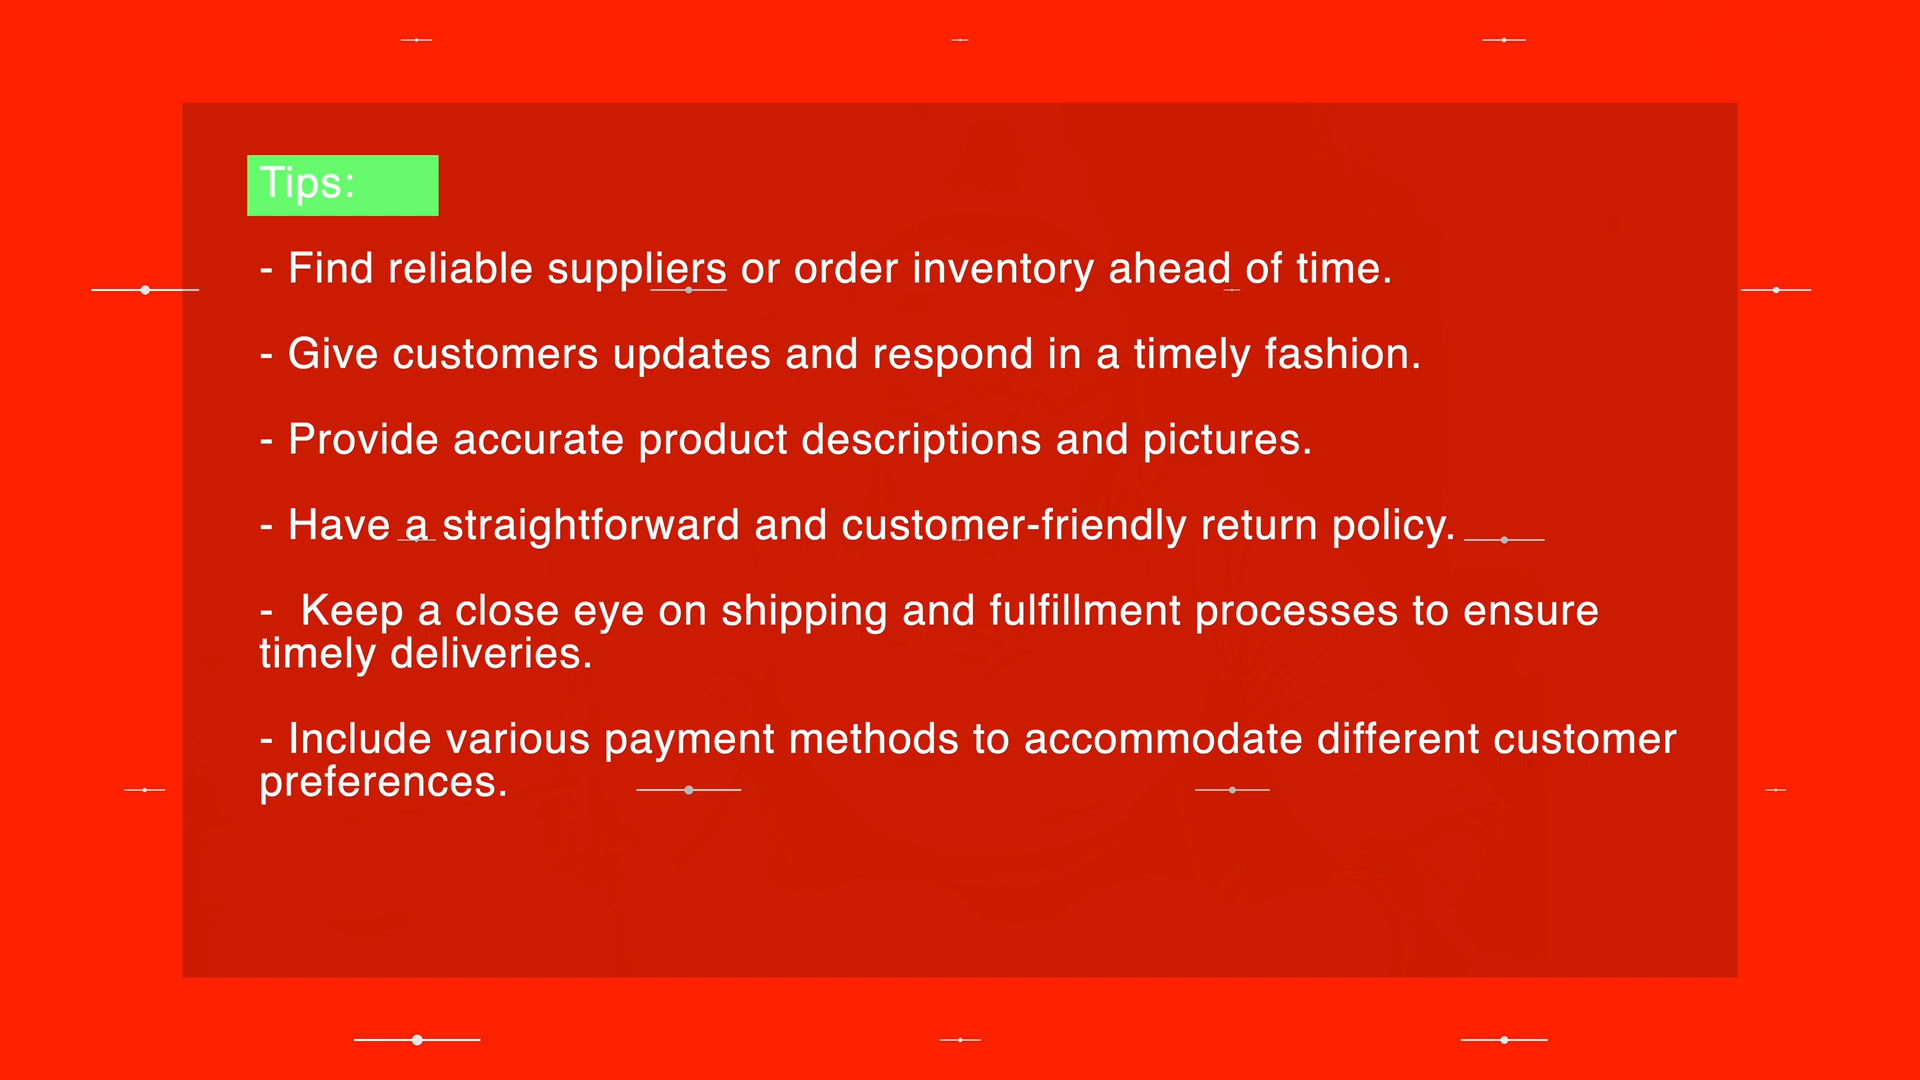 Tips:
- Find reliable suppliers or order inventory ahead of time.
- Give customers updates and respond in a timely fashion.
- Provide accurate product descriptions and pictures.
- Have a straightforward and customer-friendly return policy.
-  Keep a close eye on shipping and fulfillment processes to ensure
timely deliveries.
- Include various payment methods to accommodate different customer
preferences.